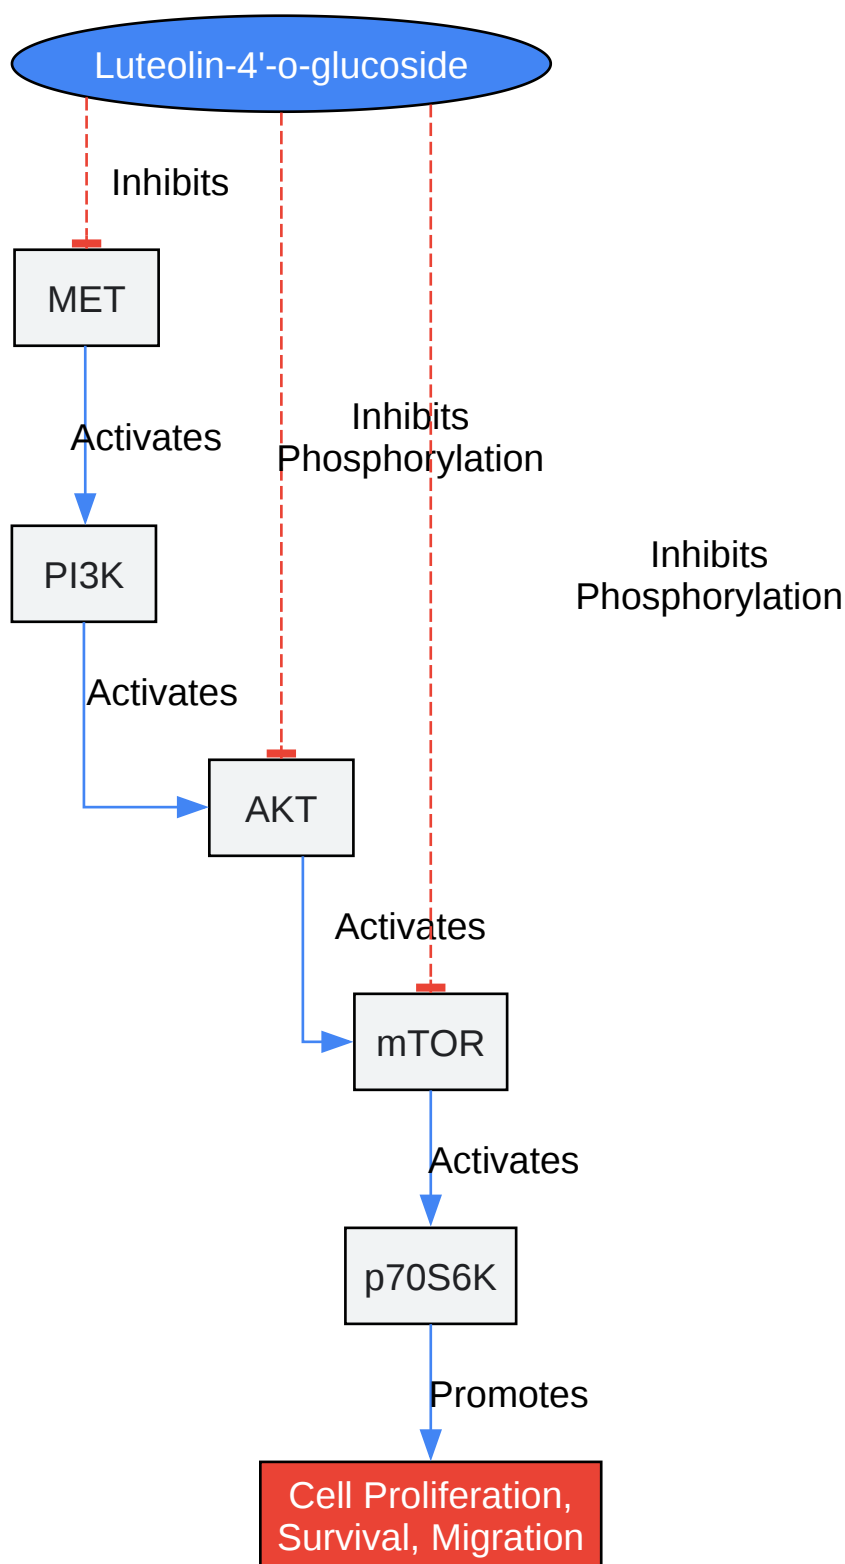 Luteolin-4'-o-glucoside
Inhibits
MET
Activates
Inhibits
Phosphorylation
Inhibits
Phosphorylation
PI3K
Activates
AKT
Activates
mTOR
Activates
p70S6K
Promotes
Cell Proliferation,
Survival, Migration